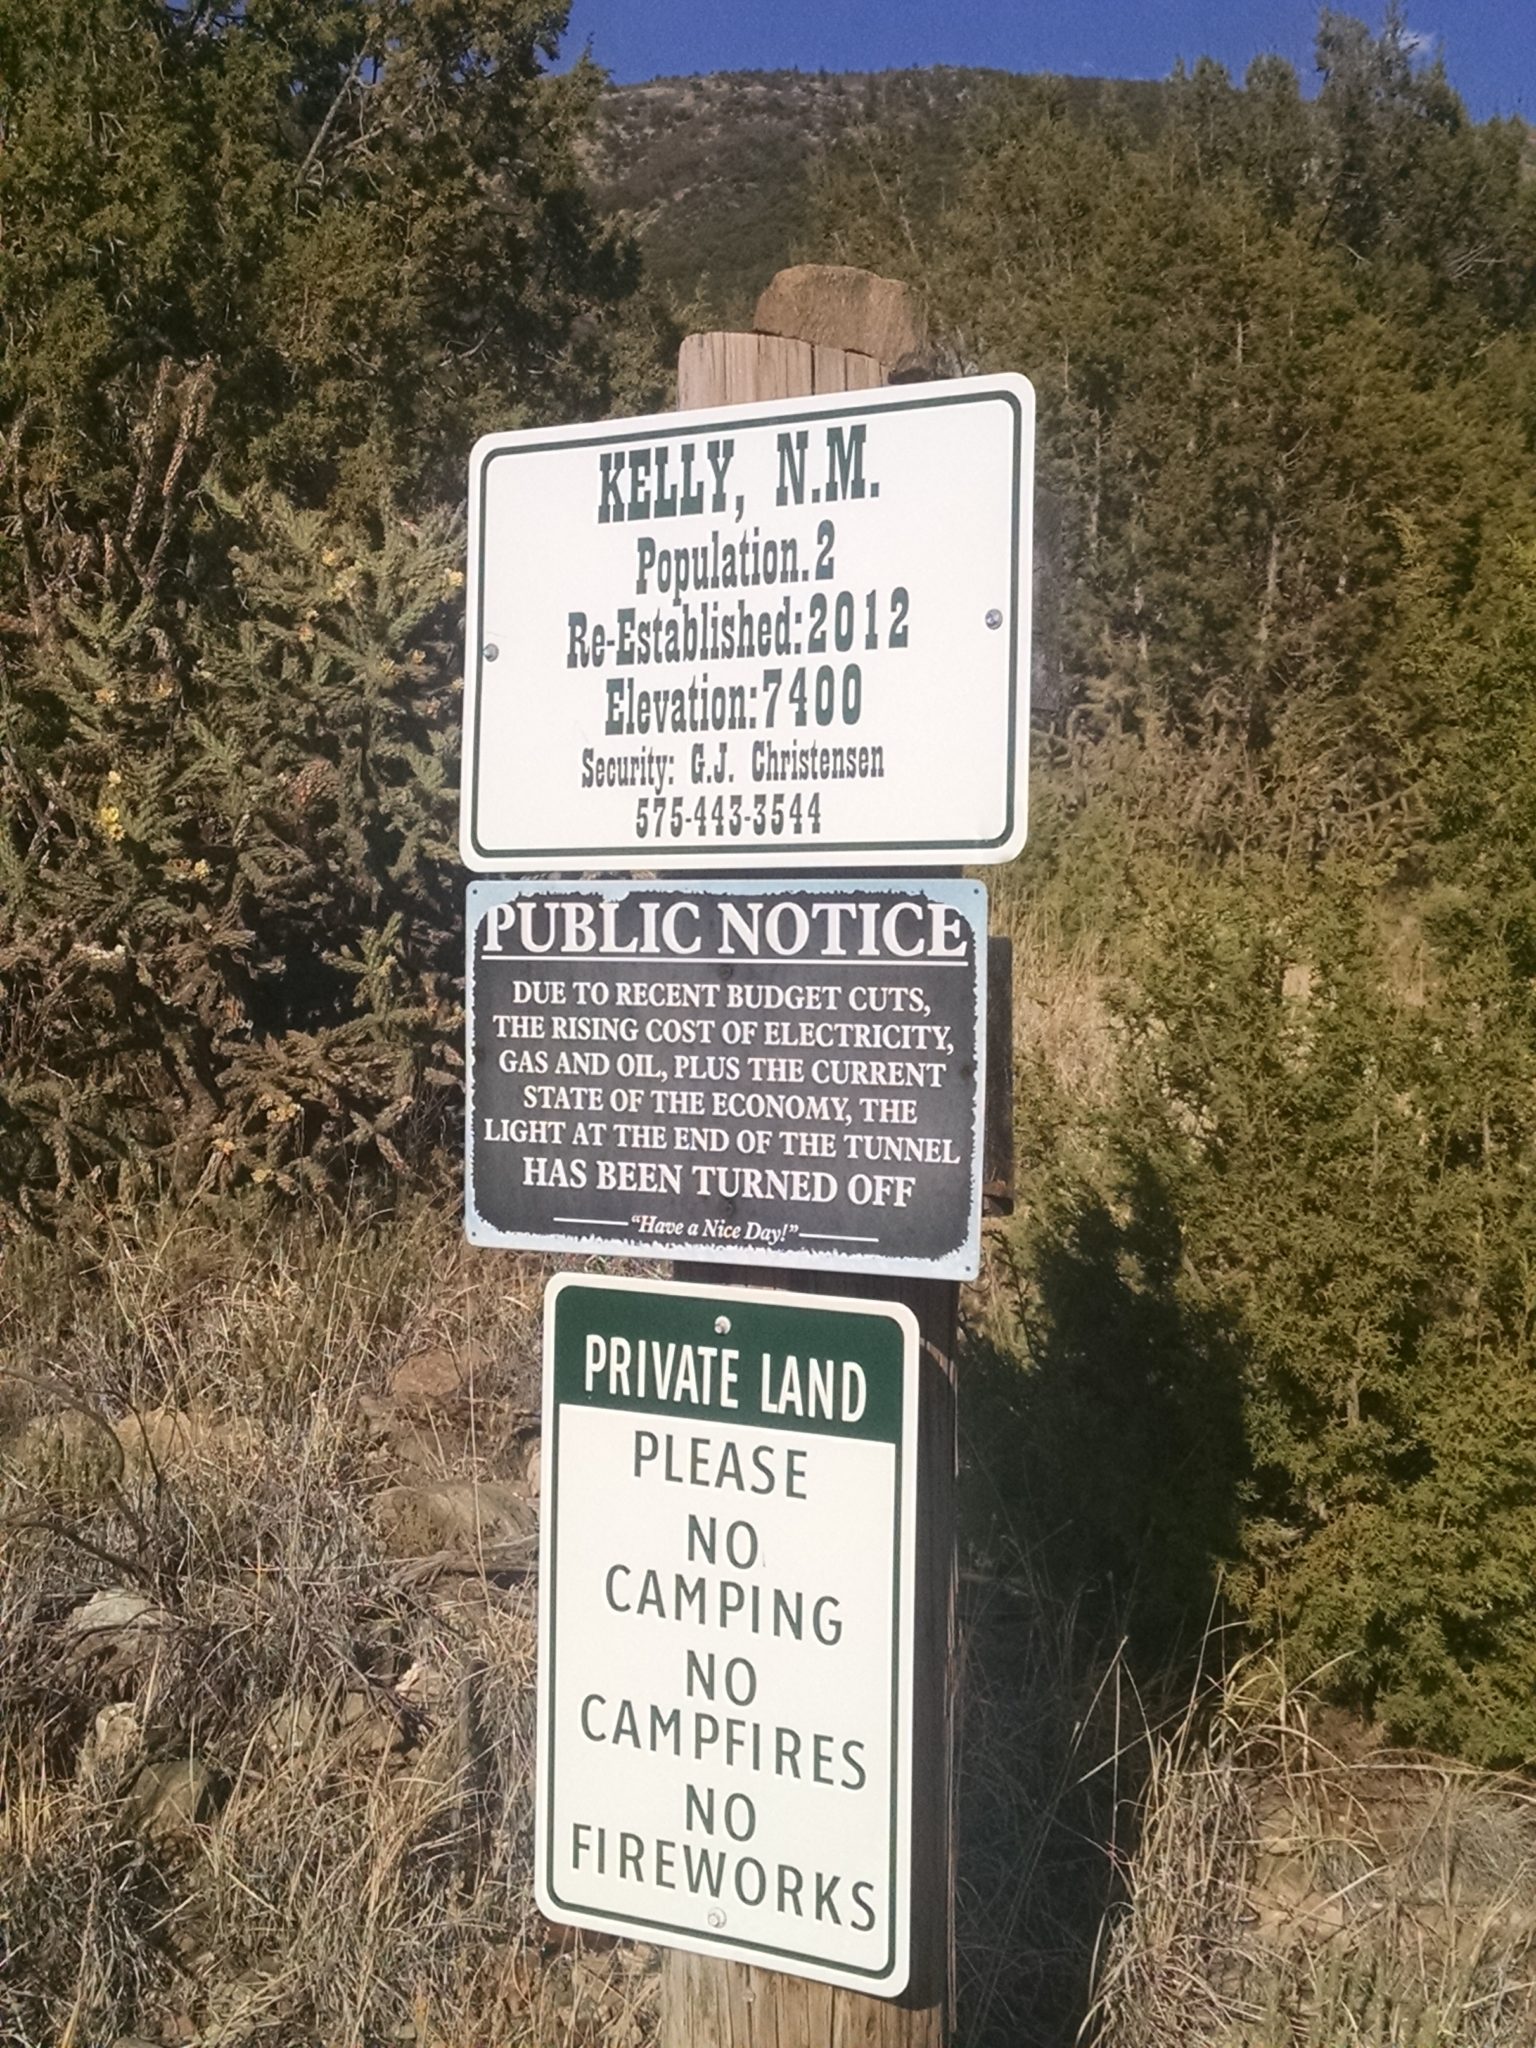 KELLY, N.M.
Population.2
Re-Established:2012
Elevation:7400
Security: G.J. Christensen
575-443-3544
PUBLIC NOTICE
DUE TO RECENT BUDGET CUTS,
THE RISING COST OF ELECTRICITY,
GAS AND OIL, PLUS THE CURRENT
STATE OF THE ECONOMY, THE
LIGHT AT THE END OF THE TUNNEL
HAS BEEN TURNED OFF
“Have a Nice Day!”
PRIVATE LAND
PLEASE
NO
CAMPING
NO
CAMPFIRES
NO
FIREWORKS